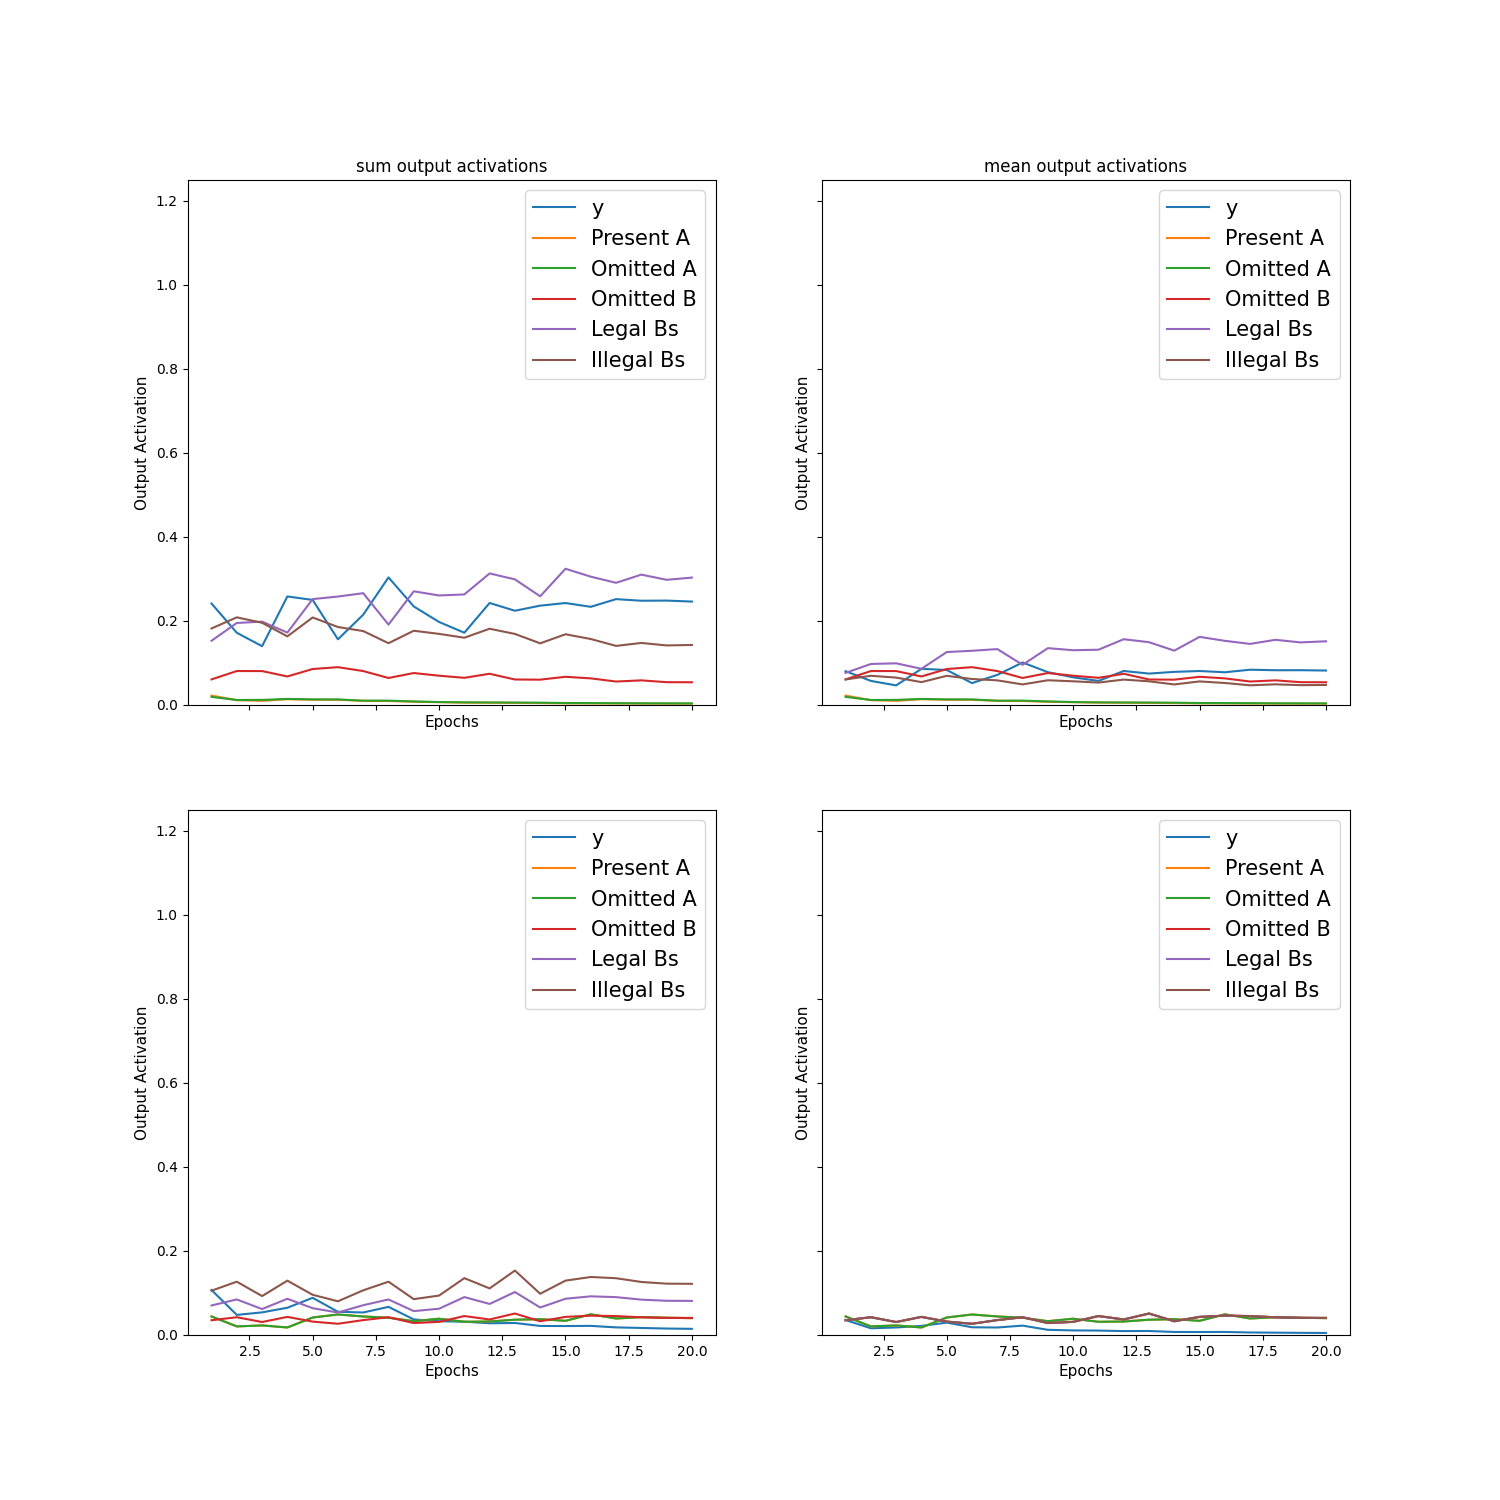 sum output activations
mean output activations
1.2
1.0
0.8
0.6
0.4
0.2
0.0
Output Activation
Epochs
y
Present A
Omitted A
Omitted B
Legal Bs
Illegal Bs
Output Activation
Epochs
y
Present A
Omitted A
Omitted B
Legal Bs
Illegal Bs
1.2
1.0
0.8
0.6
0.4
0.2
0.0
Output Activation
y
Present A
Omitted A
Omitted B
Legal Bs
Illegal Bs
2.5 5.0 7.5 10.0 12.5 15.0 17.5 20.0
Epochs
Output Activation
y
Present A
Omitted A
Omitted B
Legal Bs
Illegal Bs
2.5 5.0 7.5 10.0 12.5 15.0 17.5 20.0
Epochs